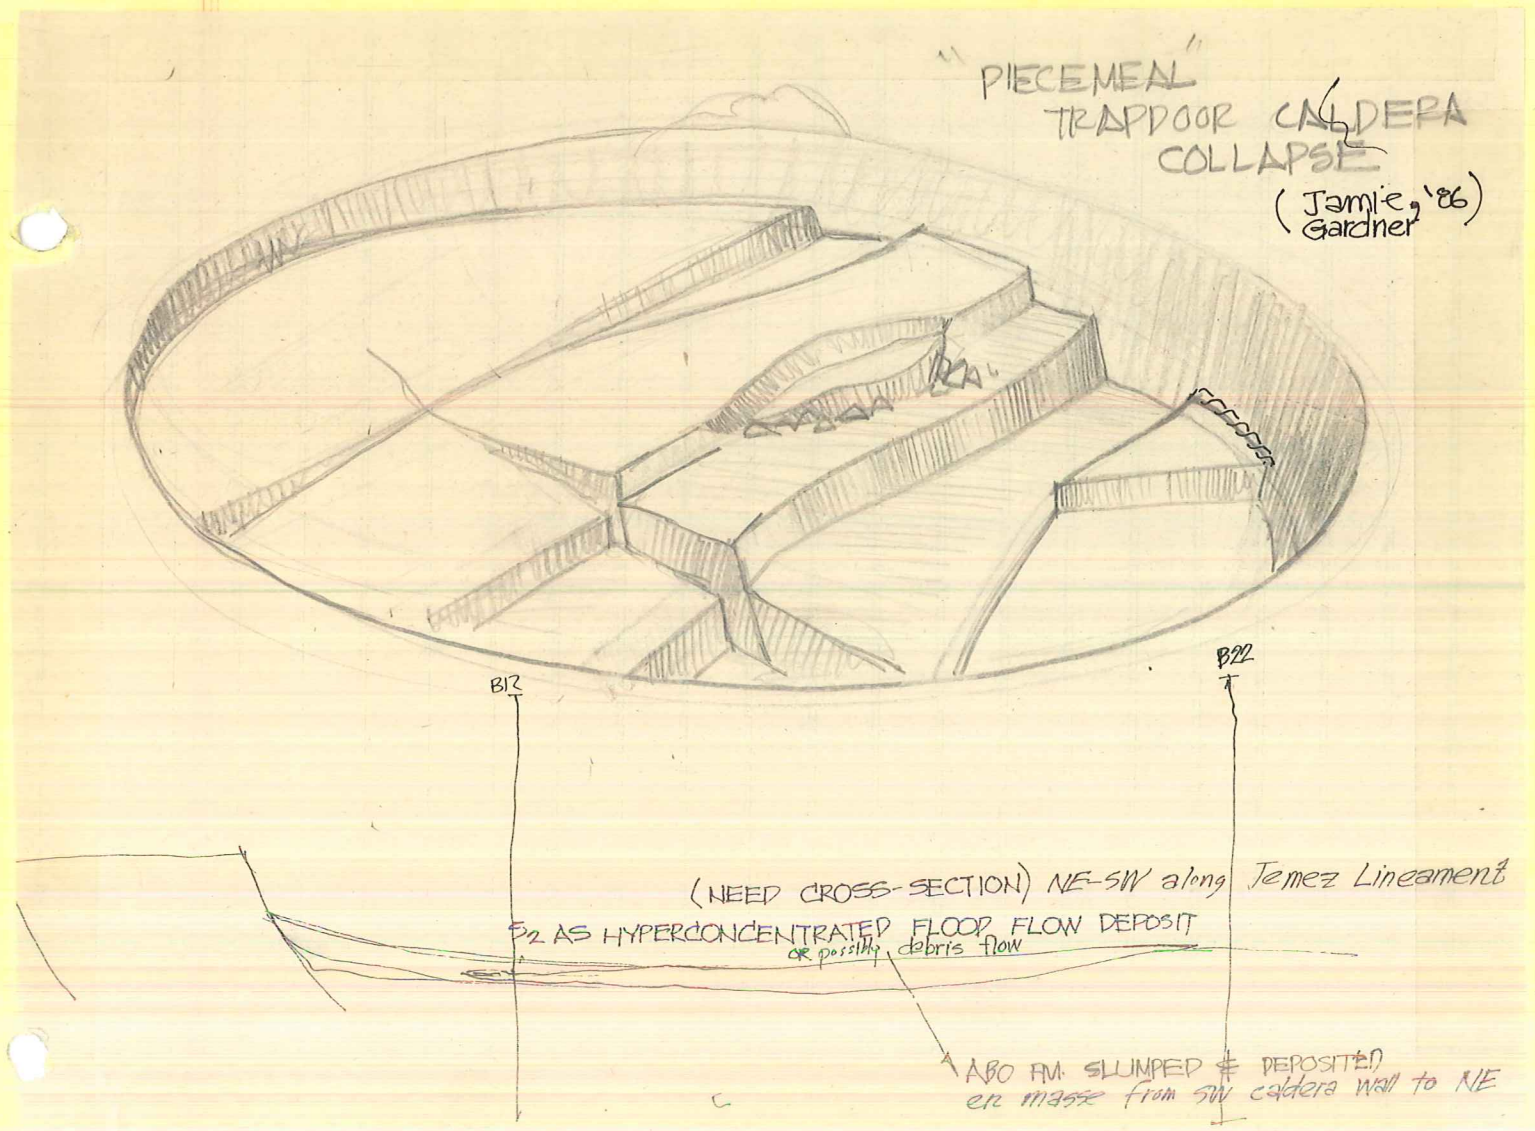 "PIECEMEAL"
TRAPDOOR CALDERA
COLLAPSE
(Jamie, '86)
Gardner
B12
B22
(NEED CROSS-SECTION) NE-SW along Jemez Lineament
S2 AS HYPERCONCENTRATED FLOOD FLOW DEPOSIT
OR possibly debris flow
ABO FM. SLUMPED & DEPOSITED
en masse from SW caldera wall to NE